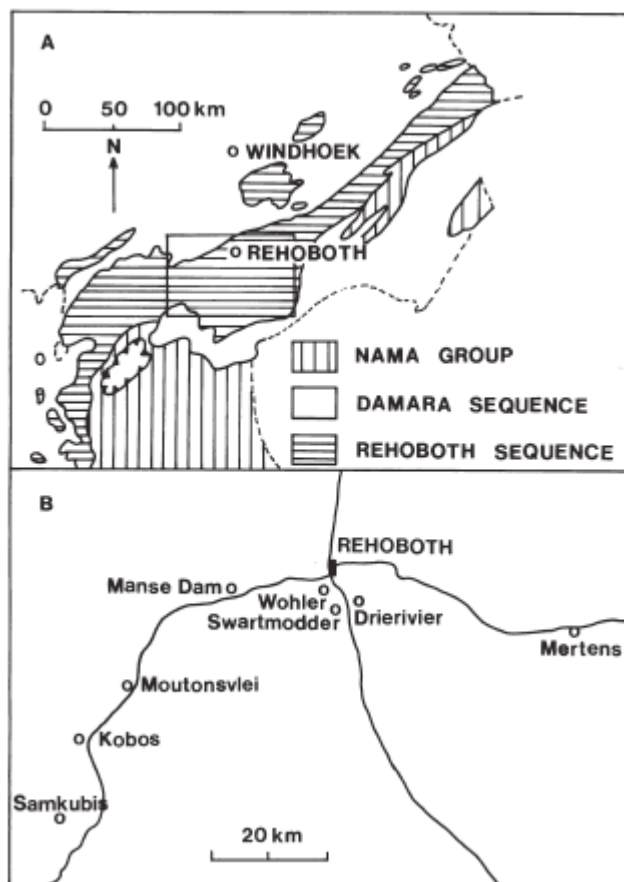 A
0 50 100 km
N
WINDHOEK
REHOBOTH
NAMA GROUP
DAMARA SEQUENCE
REHOBOTH SEQUENCE
B
REHOBOTH
Manse Dam
Wohler
Swartmodder
Drierivier
Mertens
Moutonsvlei
Kobos
Samkubis
20 km